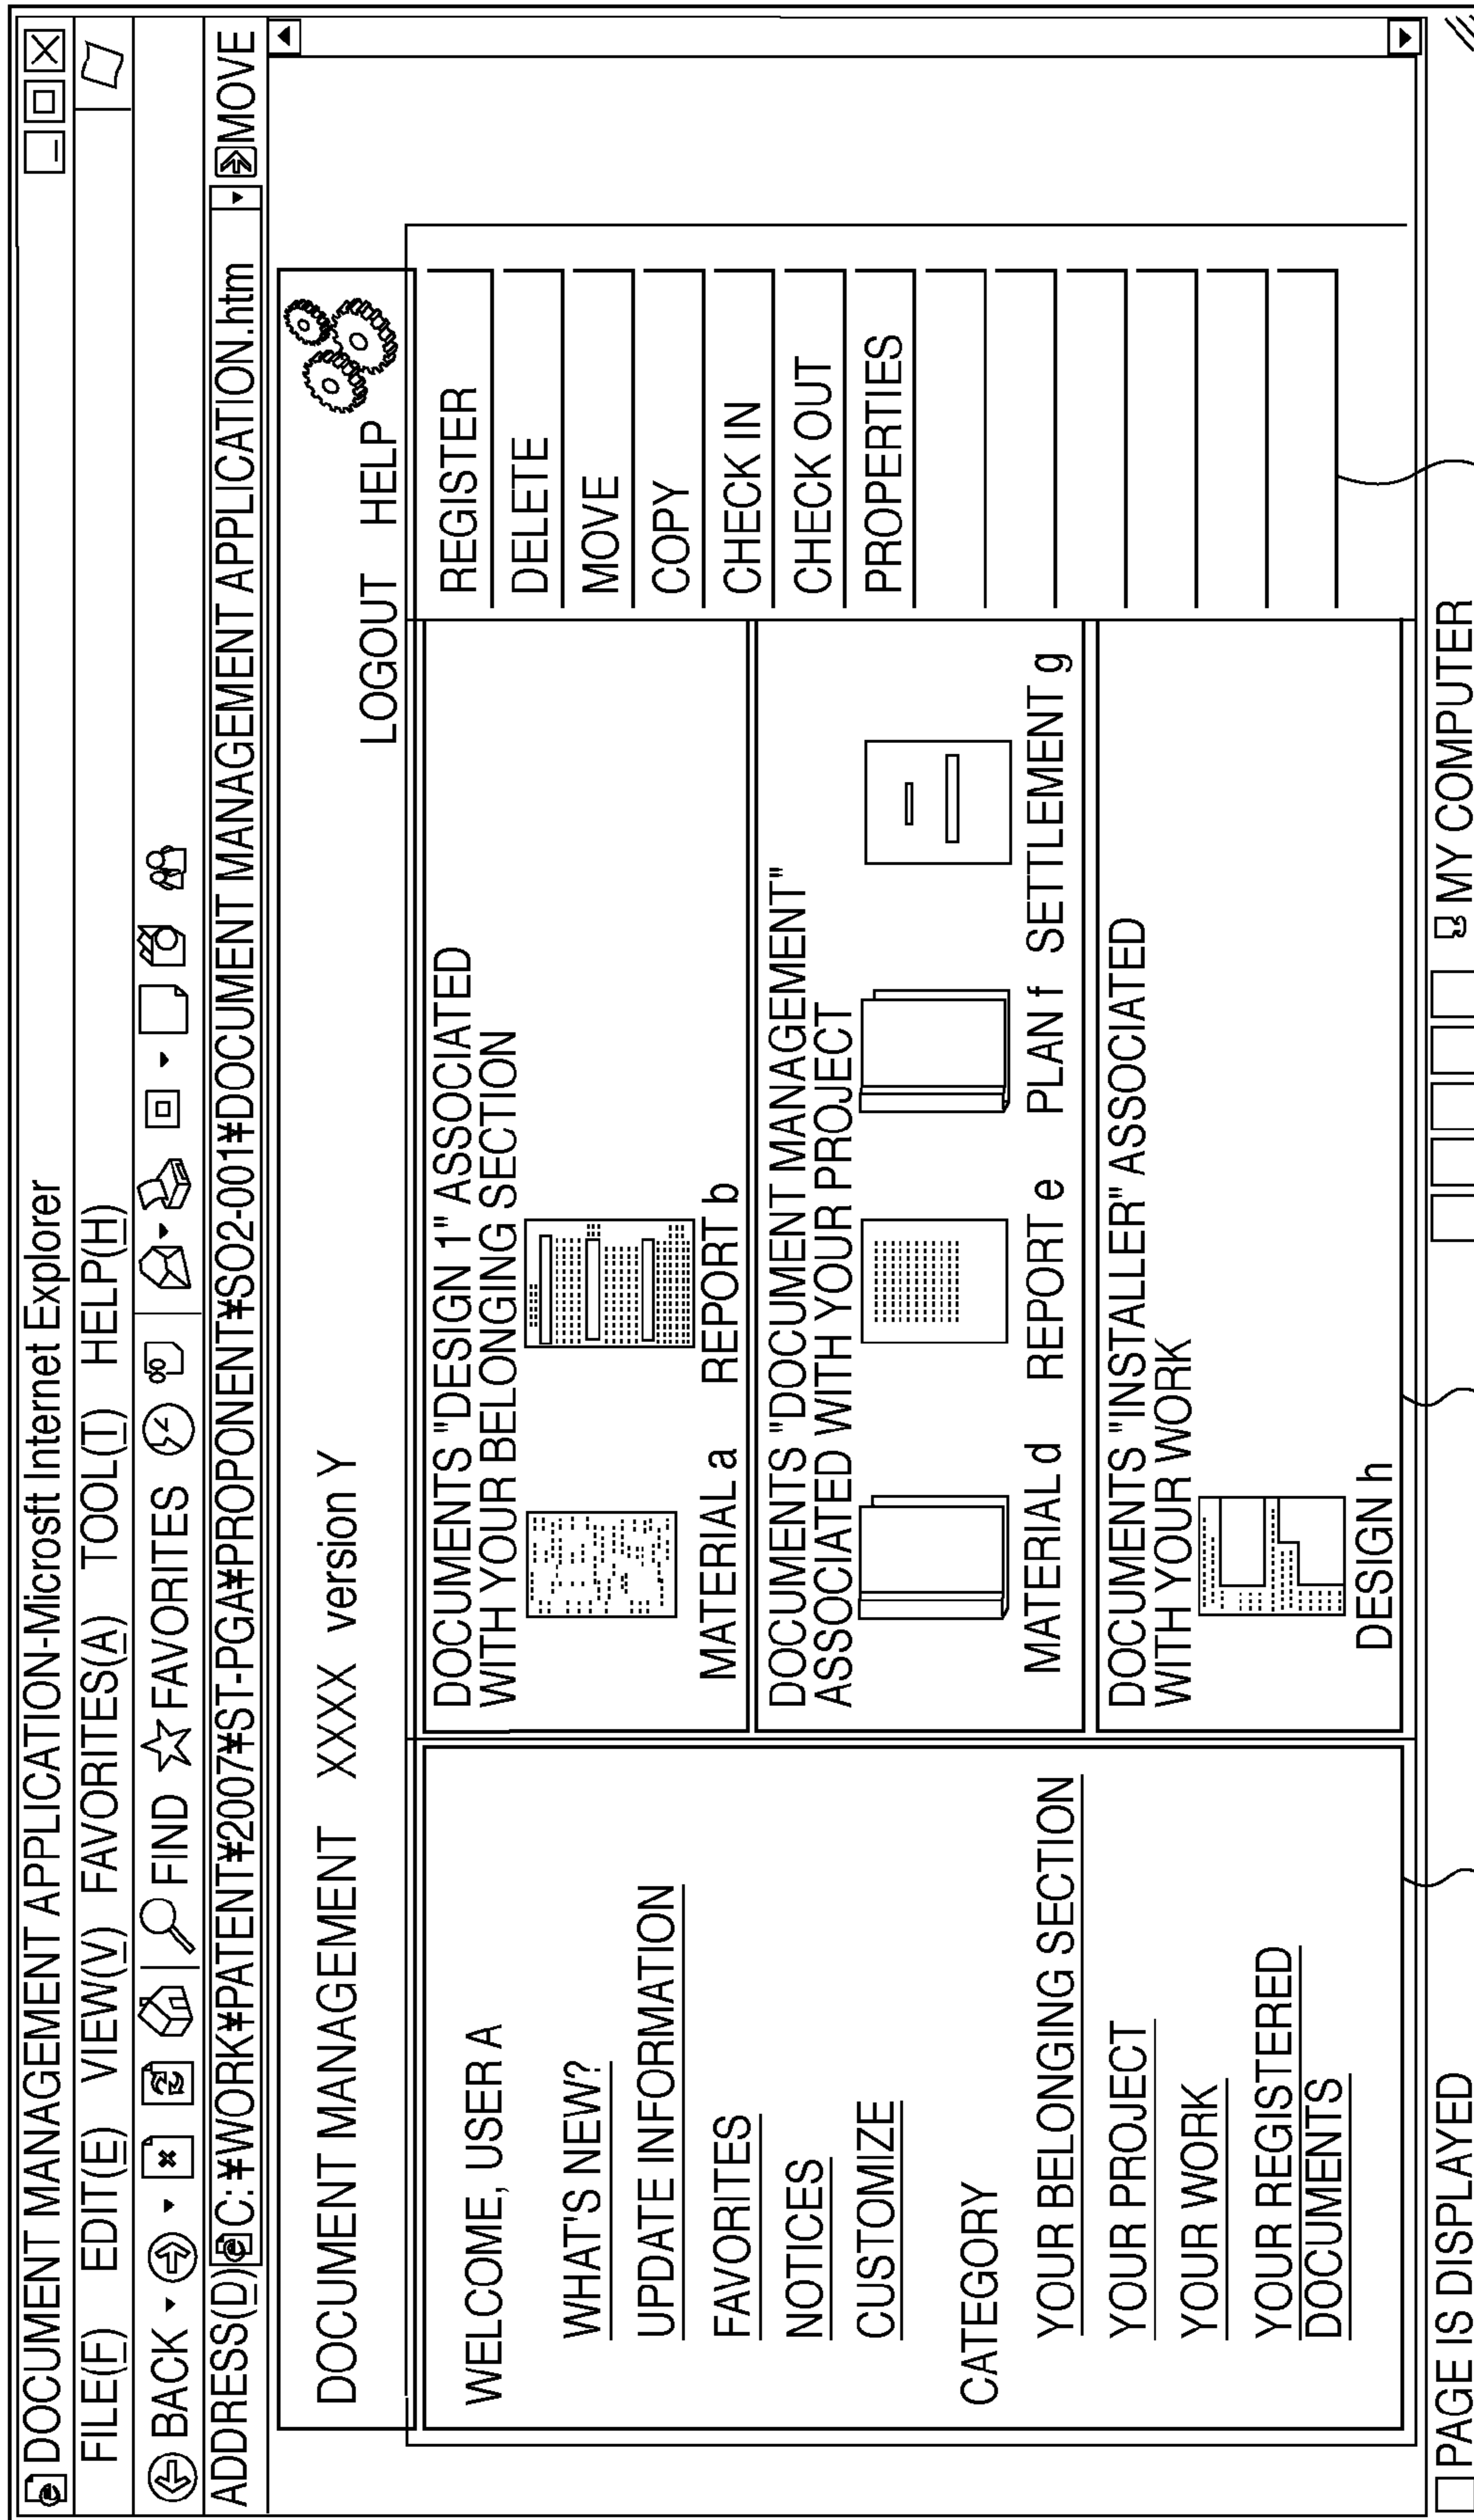 DOCUMENT MANAGEMENT APPLICATION-Microsoft Internet Explorer
FILE(F) EDIT(E) VIEW(V) FAVORITES(A) TOOL(T) HELP(H)
BACK FIND FAVORITES
ADDRESS(D) C:¥WORK¥PATENT¥2007¥ST-PGA¥PROPONENT¥SO2-001¥DOCUMENT MANAGEMENT APPLICATION.htm MOVE
DOCUMENT MANAGEMENT XXXX version Y
LOGOUT HELP
WELCOME, USER A
WHAT'S NEW?
UPDATE INFORMATION
FAVORITES
NOTICES
CUSTOMIZE
CATEGORY
YOUR BELONGING SECTION
YOUR PROJECT
YOUR WORK
YOUR REGISTERED
DOCUMENTS
DOCUMENTS "DESIGN 1" ASSOCIATED
WITH YOUR BELONGING SECTION
MATERIAL a REPORT b
DOCUMENTS "DOCUMENT MANAGEMENT"
ASSOCIATED WITH YOUR PROJECT
MATERIAL d REPORT e PLAN f SETTLEMENT g
DOCUMENTS "INSTALLER" ASSOCIATED
WITH YOUR WORK
DESIGN h
REGISTER
DELETE
MOVE
COPY
CHECK IN
CHECK OUT
PROPERTIES
PAGE IS DISPLAYED MY COMPUTER